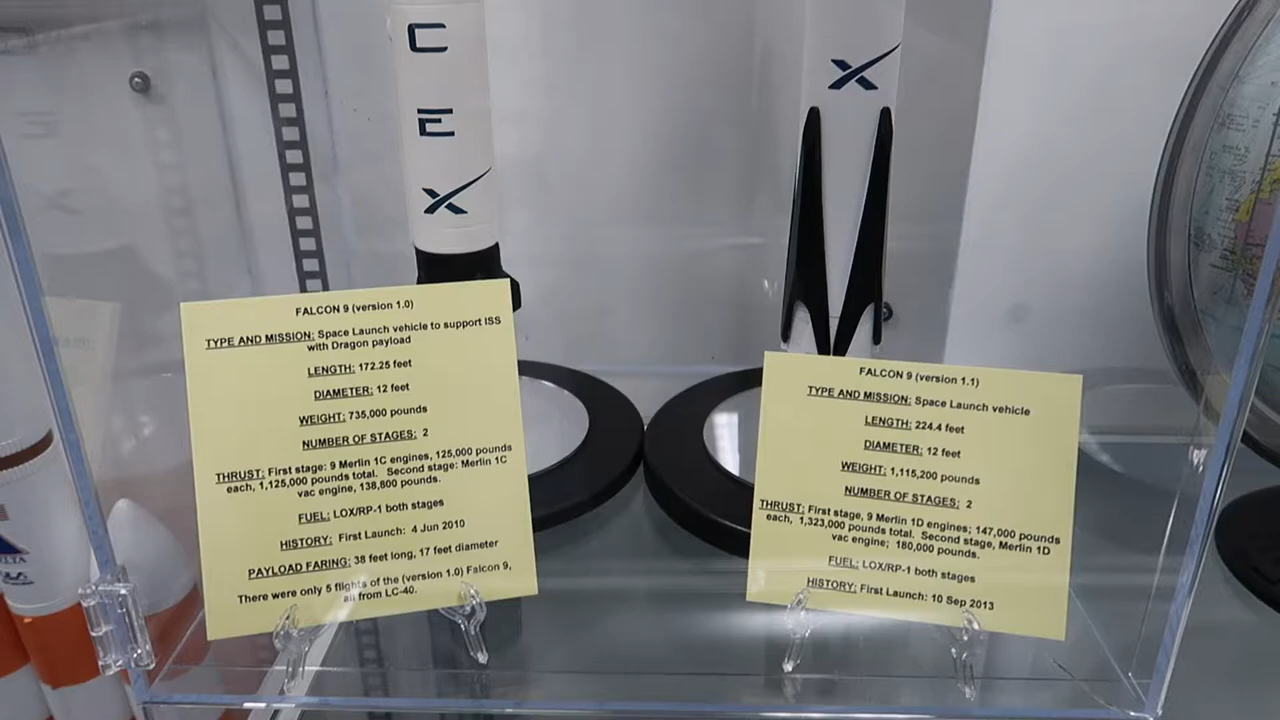 C
E
X
X
FALCON 9 (version 1.0)
TYPE AND MISSION: Space Launch vehicle to support ISS
with Dragon payload
LENGTH: 172.25 feet
DIAMETER: 12 feet
WEIGHT: 735,000 pounds
NUMBER OF STAGES: 2
THRUST: First stage: 9 Merlin 1C engines, 125,000 pounds
each, 1,125,000 pounds total. Second stage: Merlin 1C
vac engine, 138,800 pounds.
FUEL: LOX/RP-1 both stages
HISTORY: First Launch: 4 Jun 2010
PAYLOAD FARING: 38 feet long, 17 feet diameter
There were only 5 flights of the (version 1.0) Falcon 9,
all from LC-40.
FALCON 9 (version 1.1)
TYPE AND MISSION: Space Launch vehicle
LENGTH: 224.4 feet
DIAMETER: 12 feet
WEIGHT: 1,115,200 pounds
NUMBER OF STAGES: 2
THRUST: First stage, 9 Merlin 1D engines; 147,000 pounds
each, 1,323,000 pounds total. Second stage, Merlin 1D
vac engine; 180,000 pounds.
FUEL: LOX/RP-1 both stages
HISTORY: First Launch: 10 Sep 2013